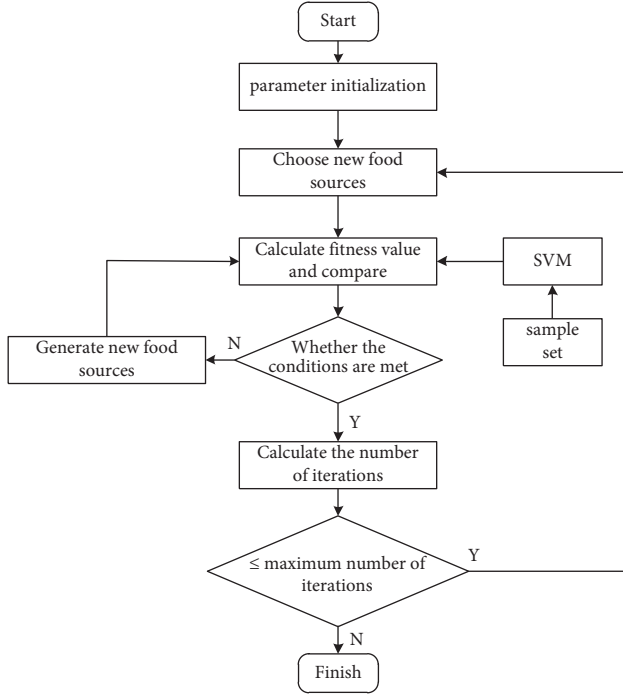 Start
parameter initialization
Choose new food
sources
Calculate fitness value
and compare
SVM
sample
set
Generate new food
sources
N
Whether the
conditions are met
Y
Calculate the number
of iterations
≤ maximum number of
iterations
Y
N
Finish